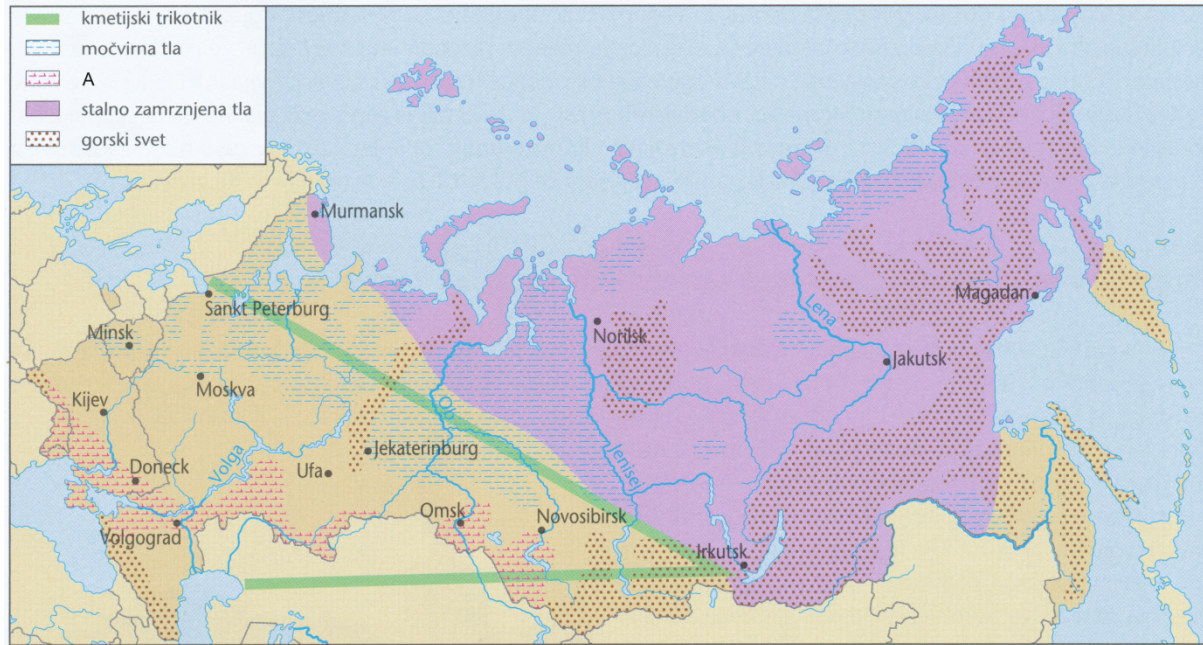 kmetijski trikotnik
močvirna tla
A
stalno zamrznjena tla
gorski svet
Murmansk
Sankt Peterburg
Minsk
Moskva
Kijev
Doneck
Volga
Volgograd
Ufa
Jekaterinburg
Ob
Omsk
Novosibirsk
Jenisej
Norilsk
Lena
Jakutsk
Magadan
Irkutsk